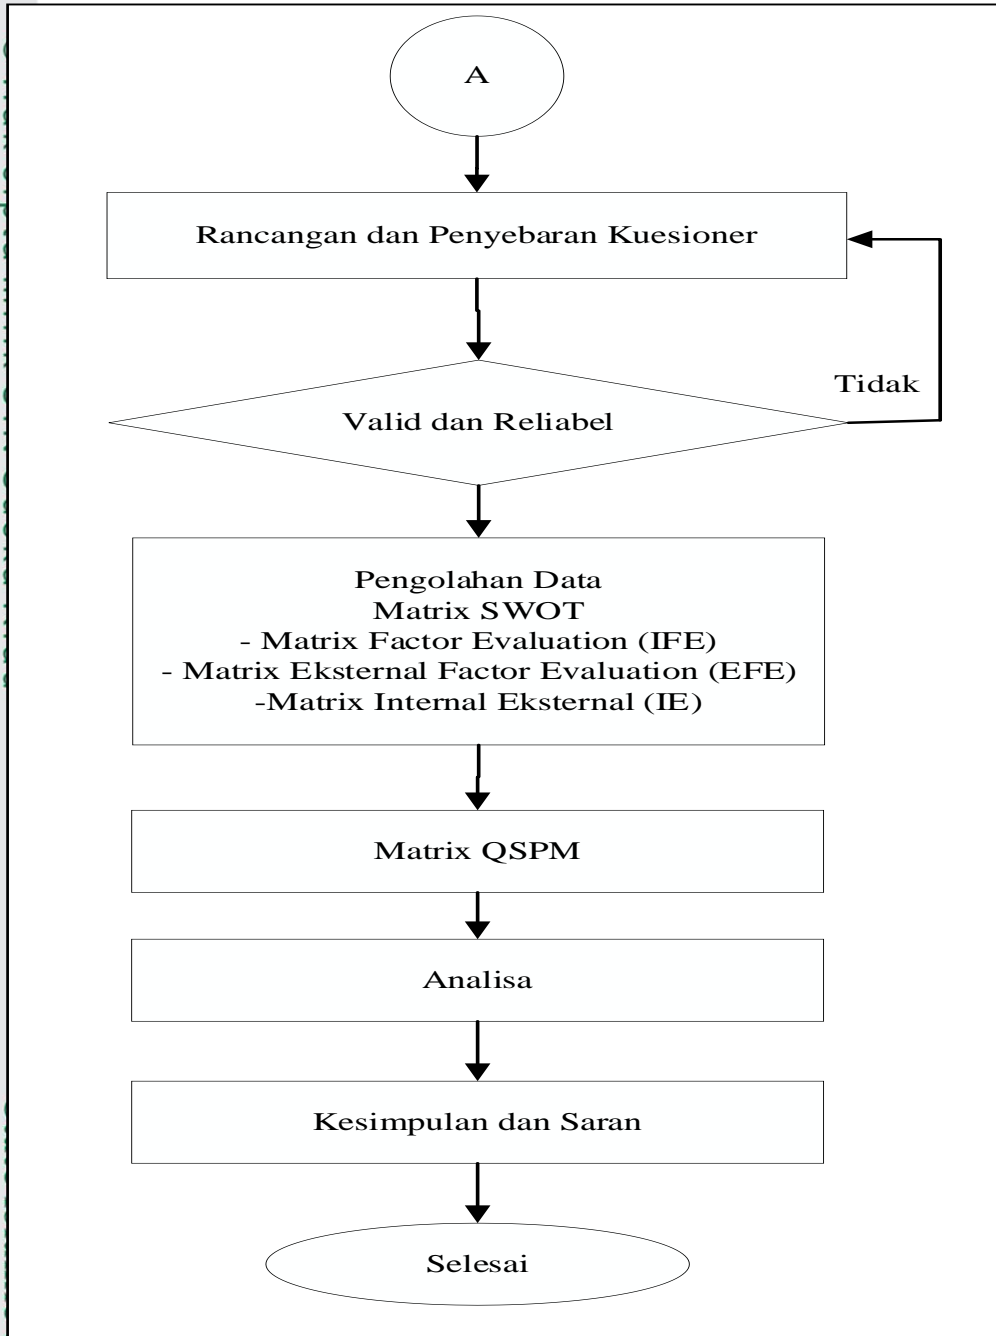 A
Rancangan dan Penyebaran Kuesioner
Tidak
Valid dan Reliabel
Pengolahan Data
Matrix SWOT
- Matrix Factor Evaluation (IFE)
- Matrix Eksternal Factor Evaluation (EFE)
-Matrix Internal Eksternal (IE)
Matrix QSPM
Analisa
Kesimpulan dan Saran
Selesai